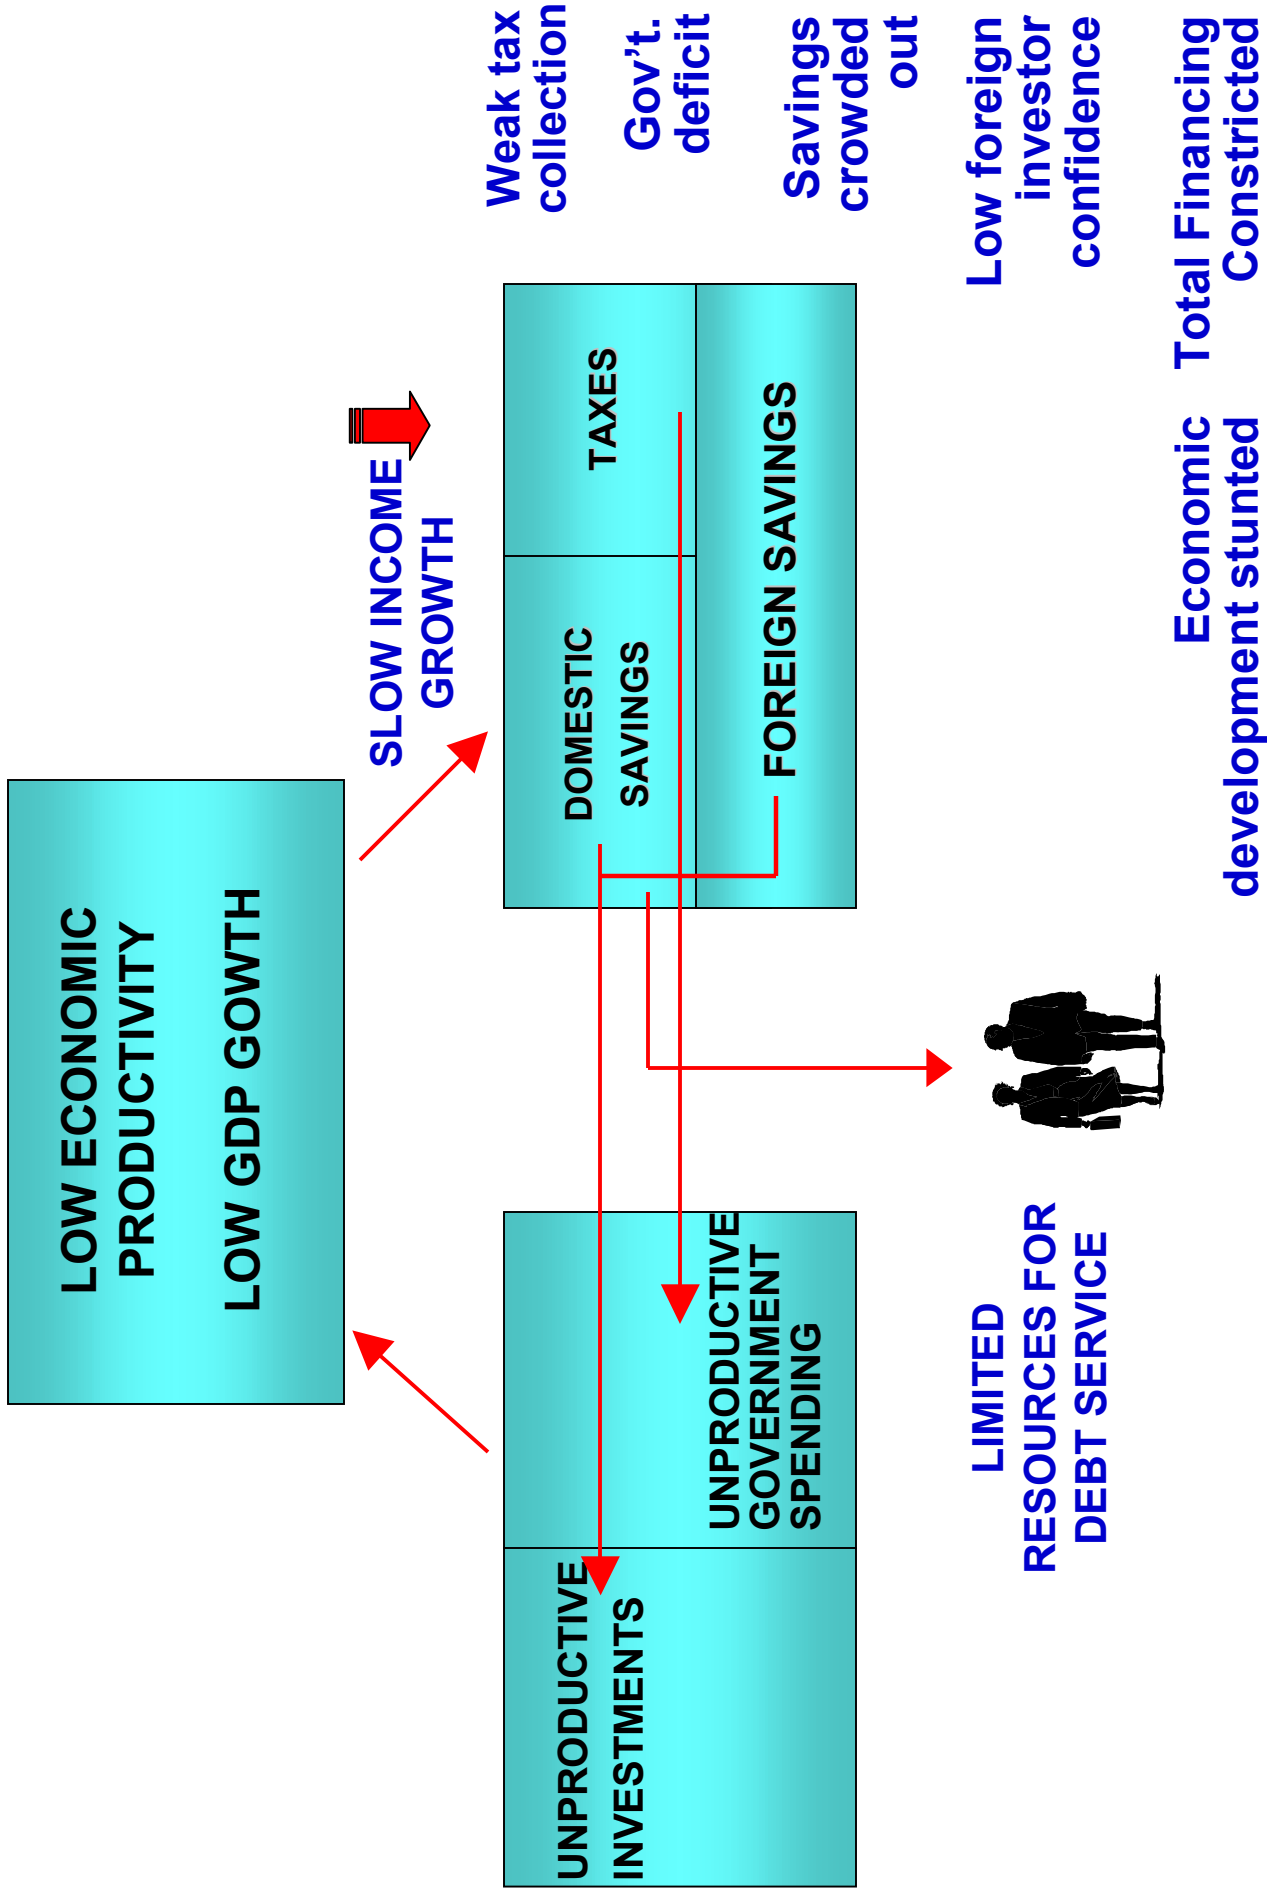 LOW ECONOMIC
PRODUCTIVITY
LOW GDP GOWTH
SLOW INCOME
GROWTH
Weak tax
collection
Gov't.
deficit
Savings
crowded
out
Low foreign
investor
confidence
Total Financing
Constricted
UNPRODUCTIVE
INVESTMENTS
UNPRODUCTIVE
GOVERNMENT
SPENDING
DOMESTIC
SAVINGS
TAXES
FOREIGN SAVINGS
LIMITED
RESOURCES FOR
DEBT SERVICE
Economic
development stunted